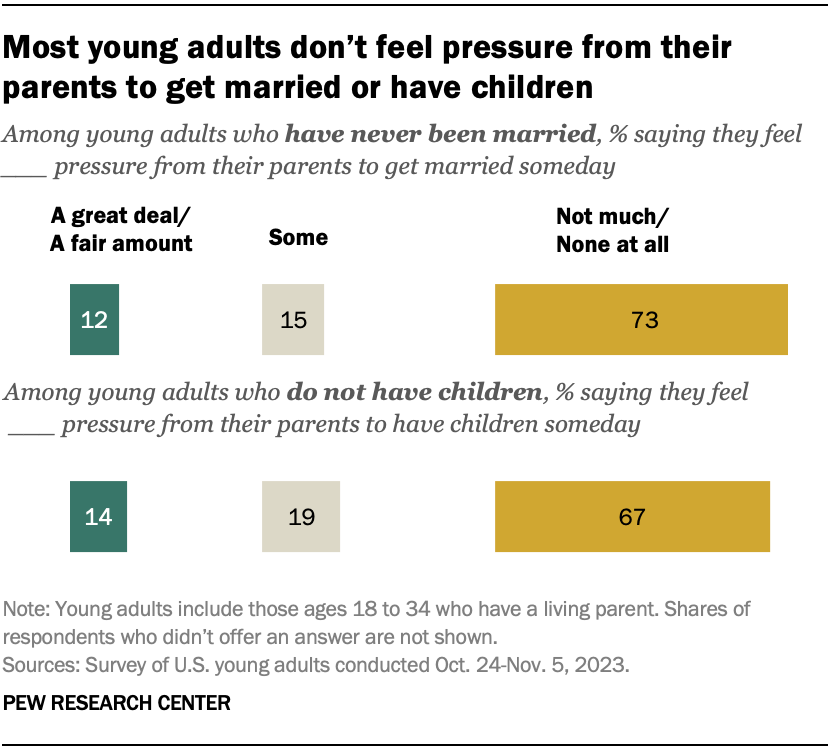 Most young adults don’t feel pressure from their
parents to get married or have children
Among young adults who have never been married, % saying they feel
___ pressure from their parents to get married someday
A great deal/
A fair amount
Some
Not much/
None at all
12
15
73
Among young adults who do not have children, % saying they feel
___ pressure from their parents to have children someday
14
19
67
Note: Young adults include those ages 18 to 34 who have a living parent. Shares of
respondents who didn’t offer an answer are not shown.
Sources: Survey of U.S. young adults conducted Oct. 24-Nov. 5, 2023.
PEW RESEARCH CENTER